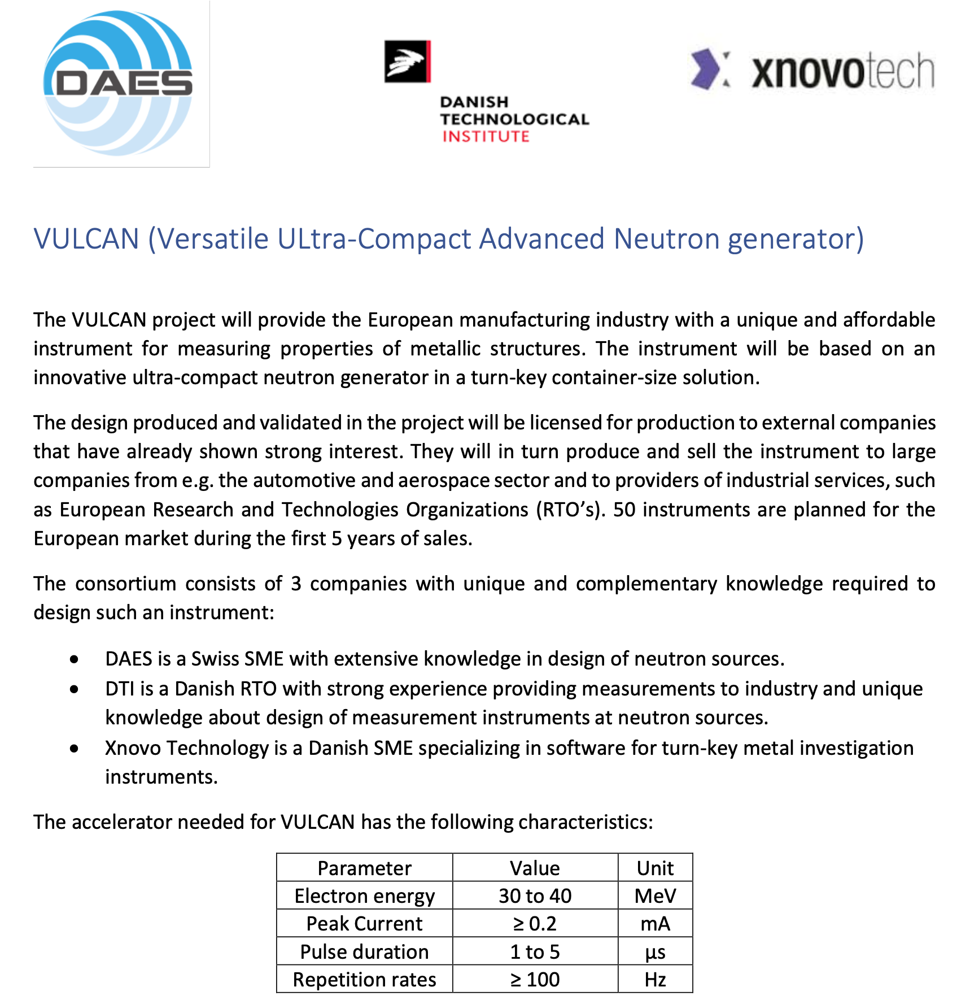 DAES
DANISH
TECHNOLOGICAL
INSTITUTE
xnovotech
VULCAN (Versatile ULtra-Compact Advanced Neutron generator)
The VULCAN project will provide the European manufacturing industry with a unique and affordable
instrument for measuring properties of metallic structures. The instrument will be based on an
innovative ultra-compact neutron generator in a turn-key container-size solution.
The design produced and validated in the project will be licensed for production to external companies
that have already shown strong interest. They will in turn produce and sell the instrument to large
companies from e.g. the automotive and aerospace sector and to providers of industrial services, such
as European Research and Technologies Organizations (RTO’s). 50 instruments are planned for the
European market during the first 5 years of sales.
The consortium consists of 3 companies with unique and complementary knowledge required to
design such an instrument:
• DAES is a Swiss SME with extensive knowledge in design of neutron sources.
• DTI is a Danish RTO with strong experience providing measurements to industry and unique
knowledge about design of measurement instruments at neutron sources.
• Xnovo Technology is a Danish SME specializing in software for turn-key metal investigation
instruments.
The accelerator needed for VULCAN has the following characteristics:
Parameter Value Unit
Electron energy 30 to 40 MeV
Peak Current ≥ 0.2 mA
Pulse duration 1 to 5 µs
Repetition rates ≥ 100 Hz